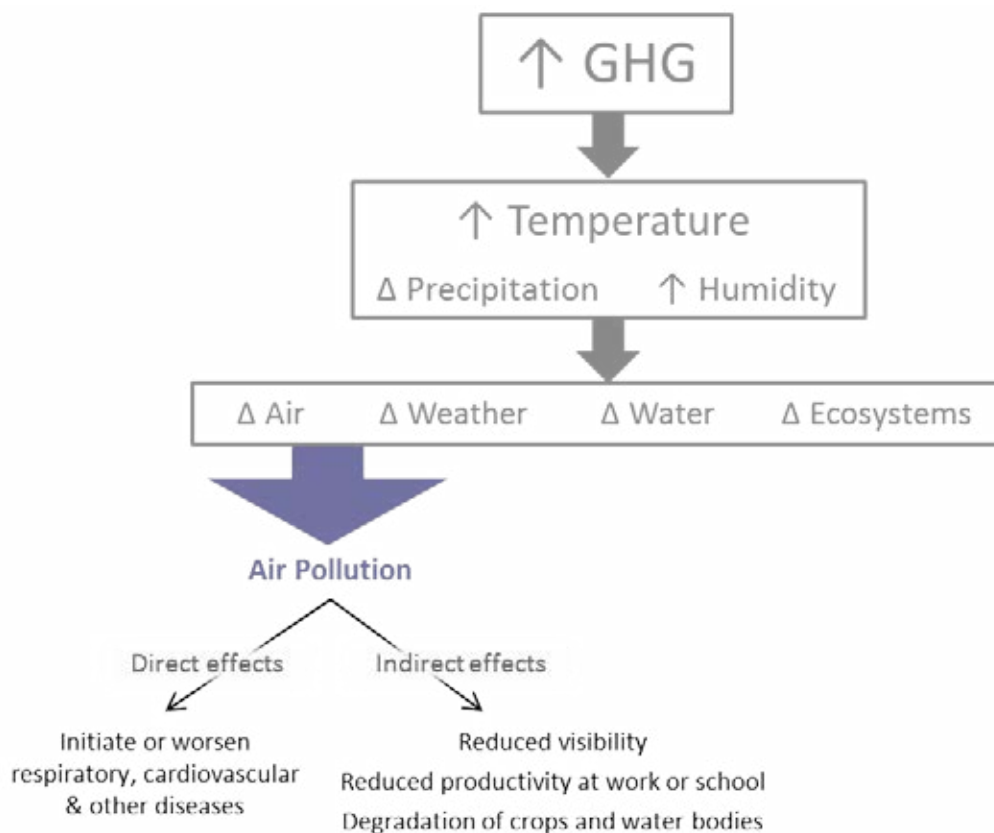 ↑ GHG
↑ Temperature
Δ Precipitation ↑ Humidity
Δ Air Δ Weather Δ Water Δ Ecosystems
Air Pollution
Direct effects Indirect effects
Initiate or worsen
respiratory, cardiovascular
& other diseases
Reduced visibility
Reduced productivity at work or school
Degradation of crops and water bodies